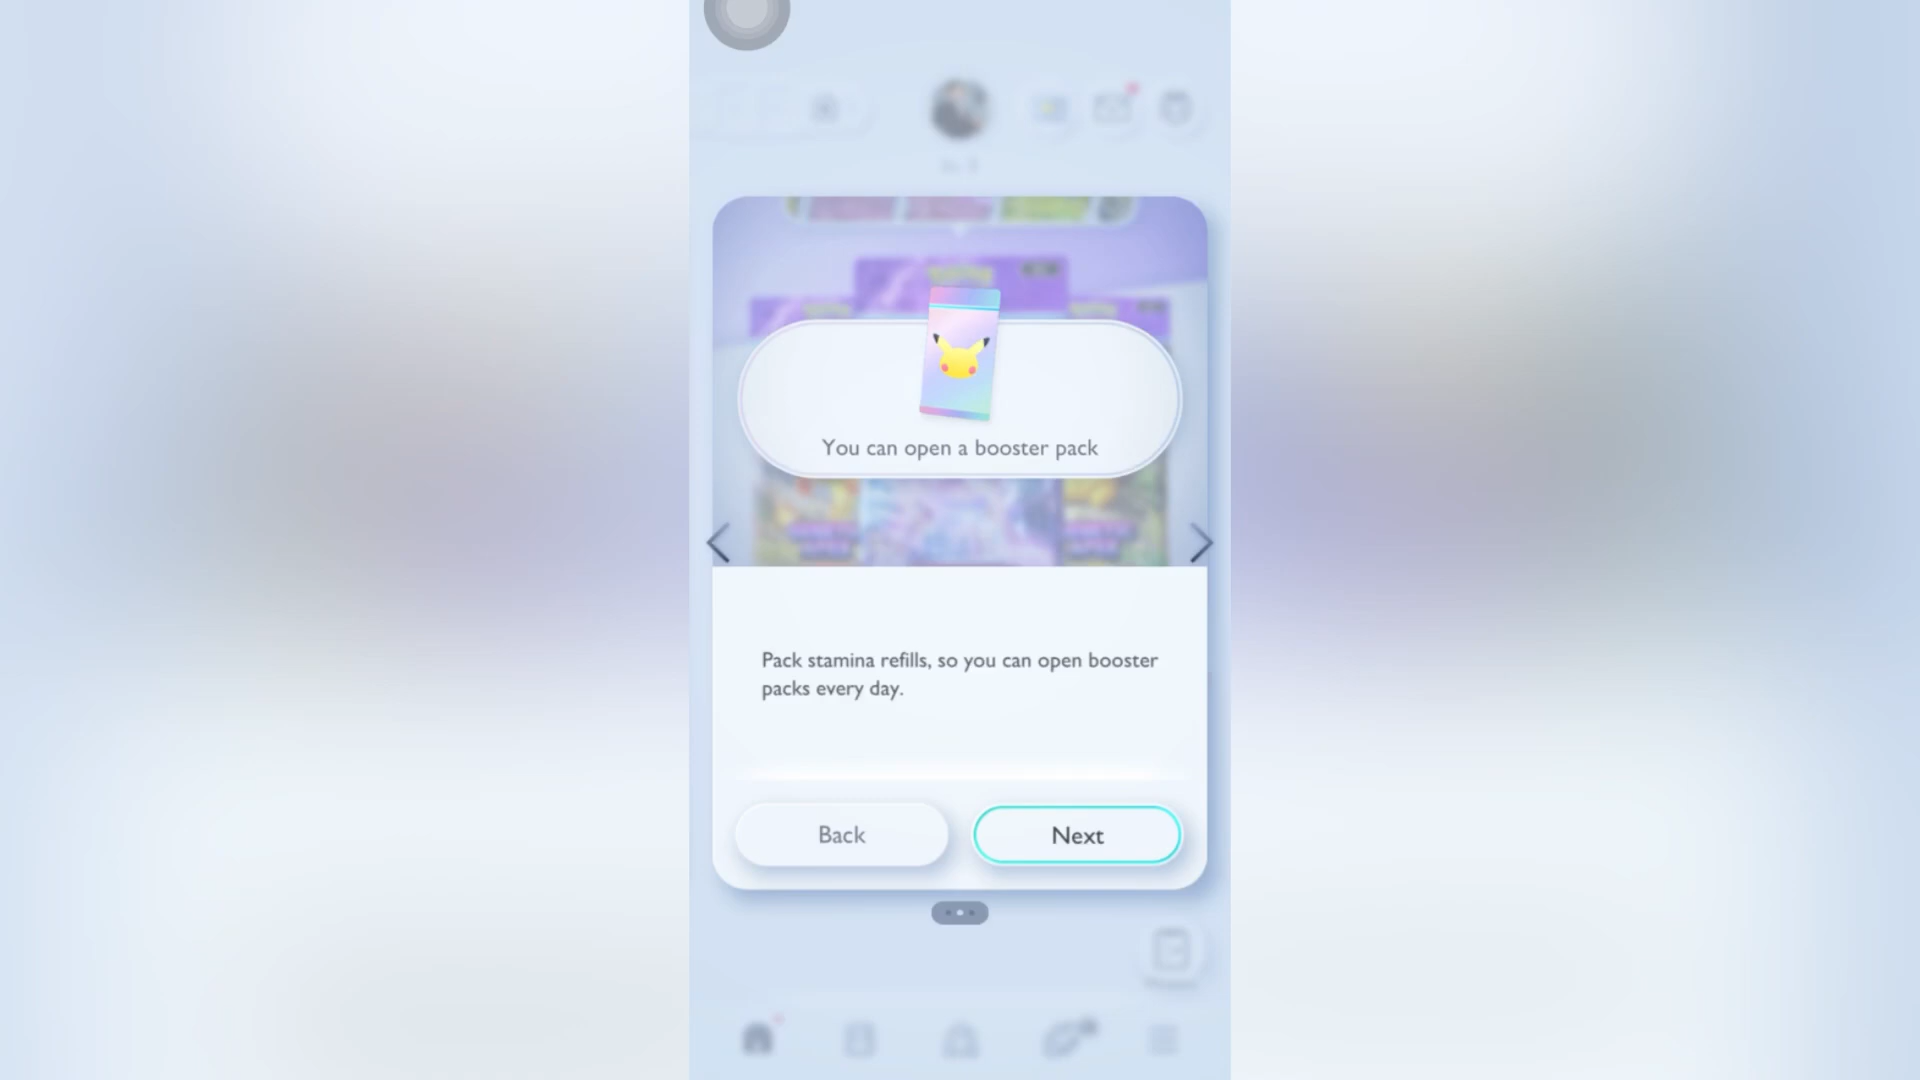 You can open a booster pack
Pack stamina refills, so you can open booster
packs every day.
Back
Next